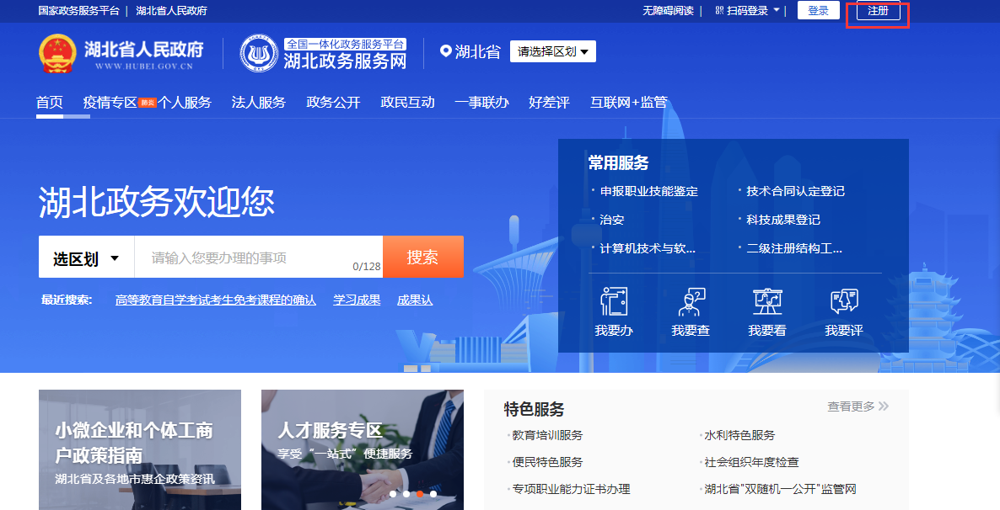 国家政务服务平台 | 湖北省人民政府
无障碍阅读 | 扫码登录 | 登录 注册
湖北省人民政府
WWW.HUBEI.GOV.CN
全国一体化政务服务平台
湖北政务服务网
湖北省 请选择区划
首页 疫情专区 肺炎 个人服务 法人服务 政务公开 政民互动 一事联办 好差评 互联网+监管
湖北政务欢迎您
选区划 请输入您要办理的事项 0/128 搜索
最近搜索: 高等教育自学考试考生免考课程的确认 学习成果 成果认
常用服务
· 申报职业技能鉴定 · 技术合同认定登记
· 治安 · 科技成果登记
· 计算机技术与软... · 二级注册结构工...
我要办 我要查 我要看 我要评
小微企业和个体工商
户政策指南
湖北省及各地市惠企政策资讯
人才服务专区
享受“一站式”便捷服务
特色服务 查看更多
·教育培训服务 ·水利特色服务
·便民特色服务 ·社会组织年度检查
·专项职业能力证书办理 ·湖北省"双随机一公开"监管网